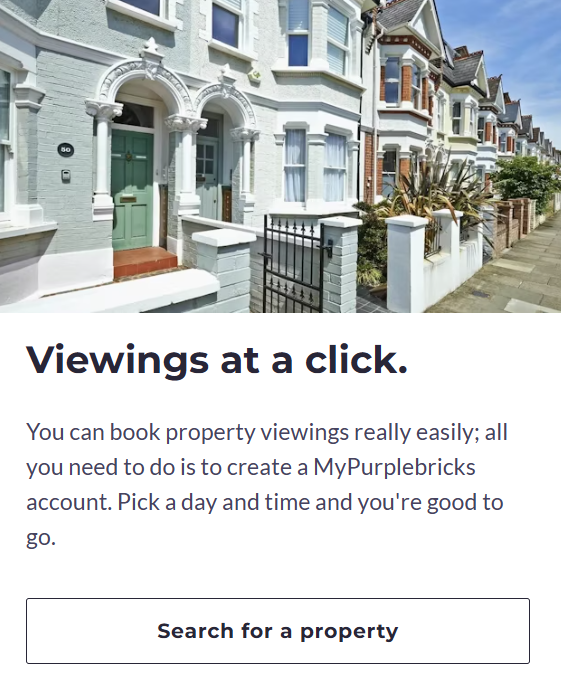 50
Viewings at a click.
You can book property viewings really easily; all
you need to do is to create a MyPurplebricks
account. Pick a day and time and you're good to
go.
Search for a property